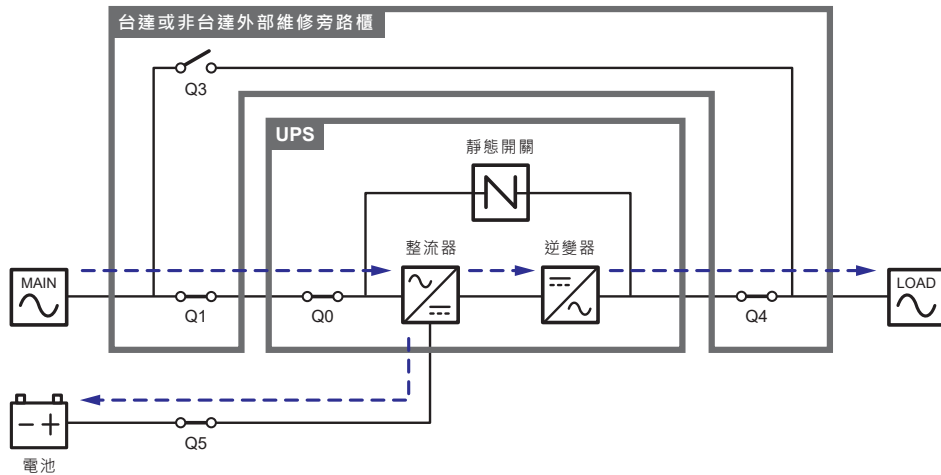 台達或非台達外部維修旁路櫃
Q3
UPS
靜態開關
整流器
逆變器
MAIN
LOAD
Q1
Q0
Q4
電池
Q5